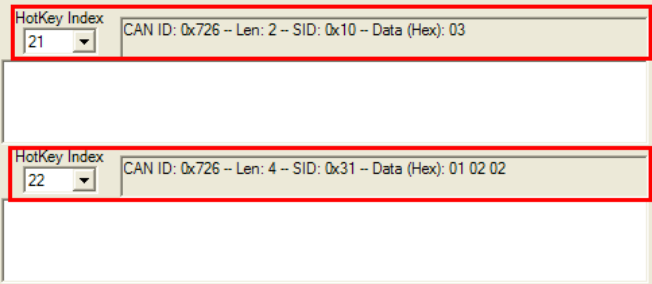 HotKey Index
21
CAN ID: 0x726 -- Len: 2 -- SID: 0x10 -- Data (Hex): 03
HotKey Index
22
CAN ID: 0x726 -- Len: 4 -- SID: 0x31 -- Data (Hex): 01 02 02